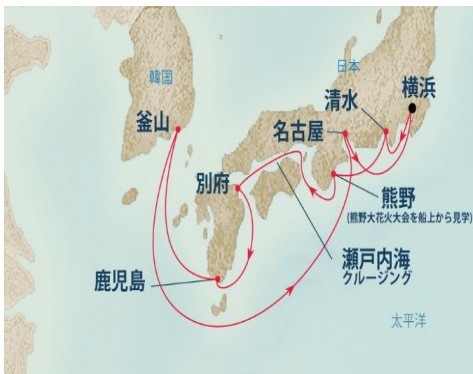 日本
韓国
横浜
清水
釜山
名古屋
別府
熊野
(熊野大花火大会を船上から見学)
瀬戸内海
クルージング
鹿児島
太平洋